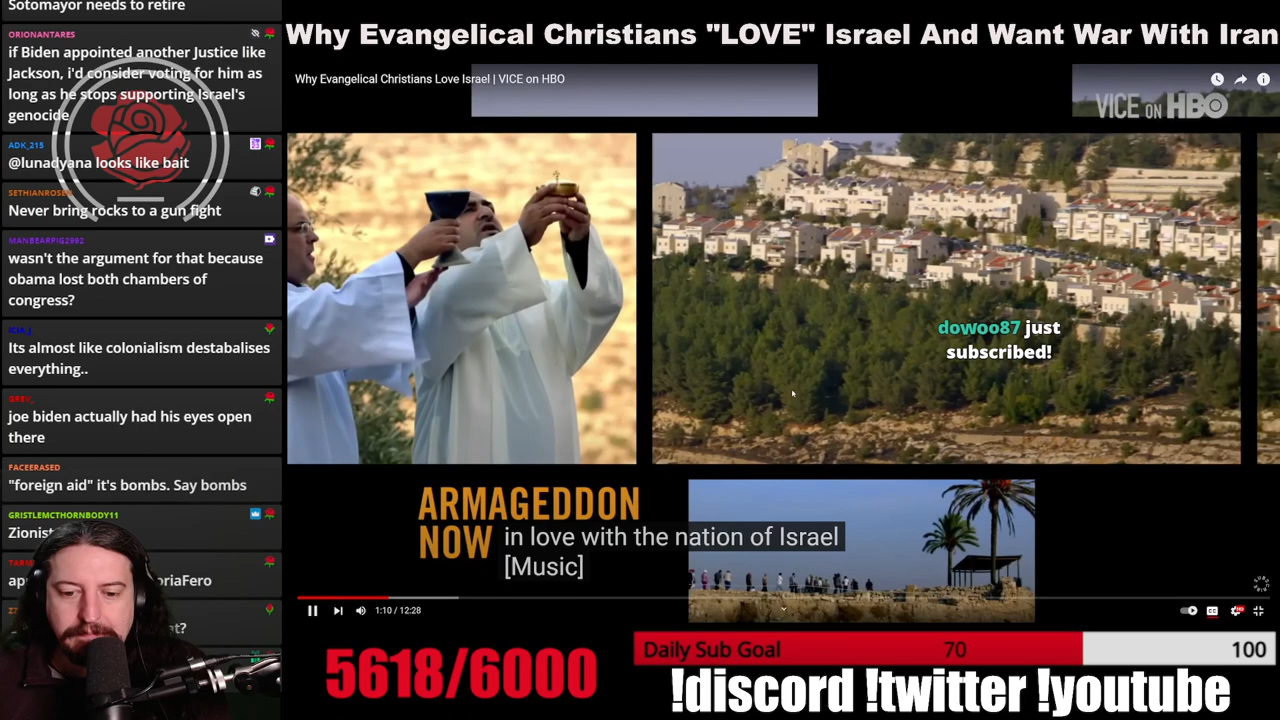 Sotomayor needs to retire
ORIONANTARES
if Biden appointed another Justice like
Jackson, i'd consider voting for him as
long as he stops supporting Israel's
genocide
ADK_215
@lunadyana looks like bait
Never bring rocks to a gun fight
MANBEARPIG2992
wasn't the argument for that because
obama lost both chambers of
congress?
Its almost like colonialism destabalises
everything..
GREV_
joe biden actually had his eyes open
there
FACEERASED
"foreign aid" it's bombs. Say bombs
GRISTLEMCTHORNBODY11
Why Evangelical Christians "LOVE" Israel And Want War With Iran
Why Evangelical Christians Love Israel | VICE on HBO
VICE ON HBO
dowoo87 just
subscribed!
ARMAGEDDON
NOW
in love with the nation of Israel
[Music]
1:10 / 12:28
CC
5618/6000
Daily Sub Goal 70 100
!discord !twitter !youtube